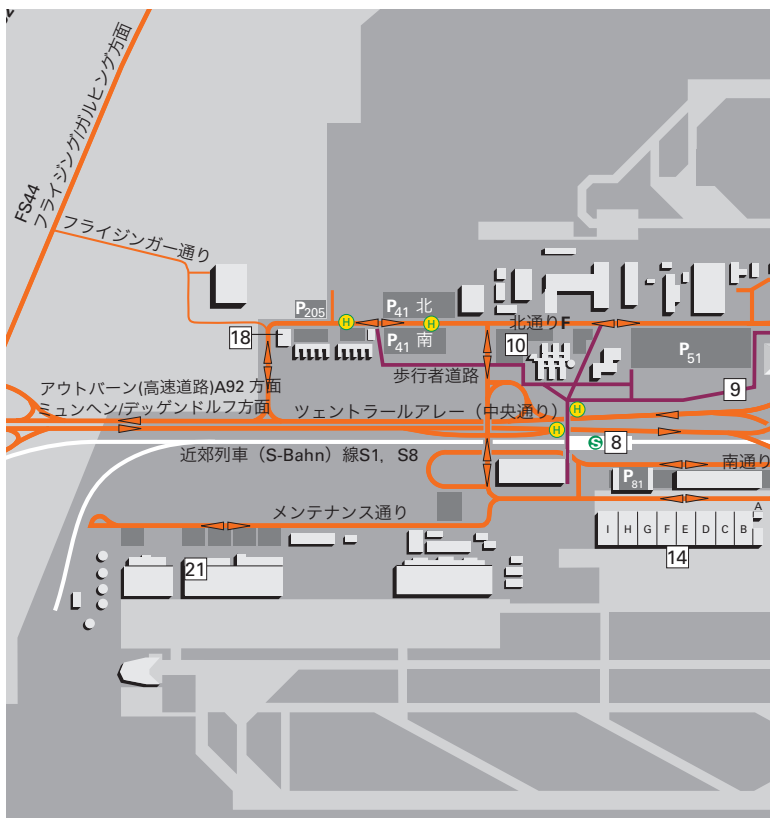 FS44
フライジング/ガルヒング方面
フライジンガー通り
P205
P41 北
P41 南
H
H
18
北通りF
10
P51
歩行者道路
9
アウトバーン(高速道路)A92 方面
ミュンヘン/デッゲンドルフ方面
ツェントラールアレー（中央通り）
H
H
S
8
近郊列車（S-Bahn）線S1, S8
南通り
P81
メンテナンス通り
A
I H G F E D C B
14
21